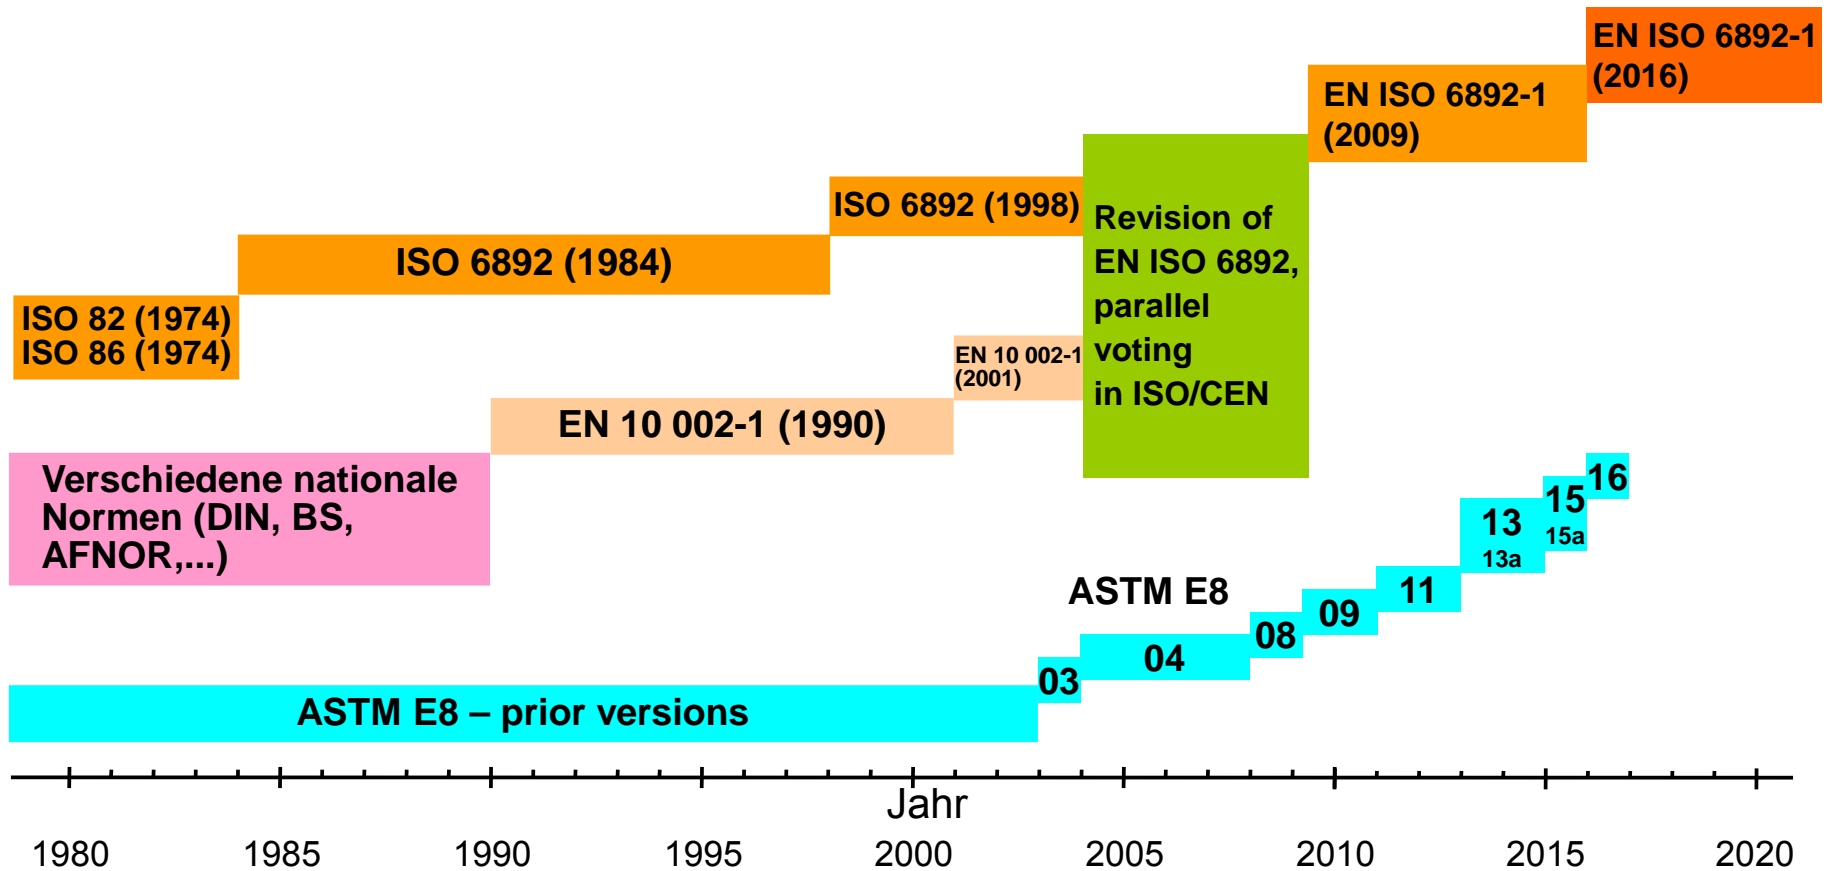 EN ISO 6892-1
(2016)
EN ISO 6892-1
(2009)
ISO 6892 (1998)
Revision of
EN ISO 6892,
parallel
voting
in ISO/CEN
ISO 6892 (1984)
ISO 82 (1974)
ISO 86 (1974)
EN 10 002-1
(2001)
EN 10 002-1 (1990)
Verschiedene nationale
Normen (DIN, BS,
AFNOR,...)
16
15
15a
13
13a
ASTM E8
11
09
08
04
03
ASTM E8 – prior versions
Jahr
1980 1985 1990 1995 2000 2005 2010 2015 2020